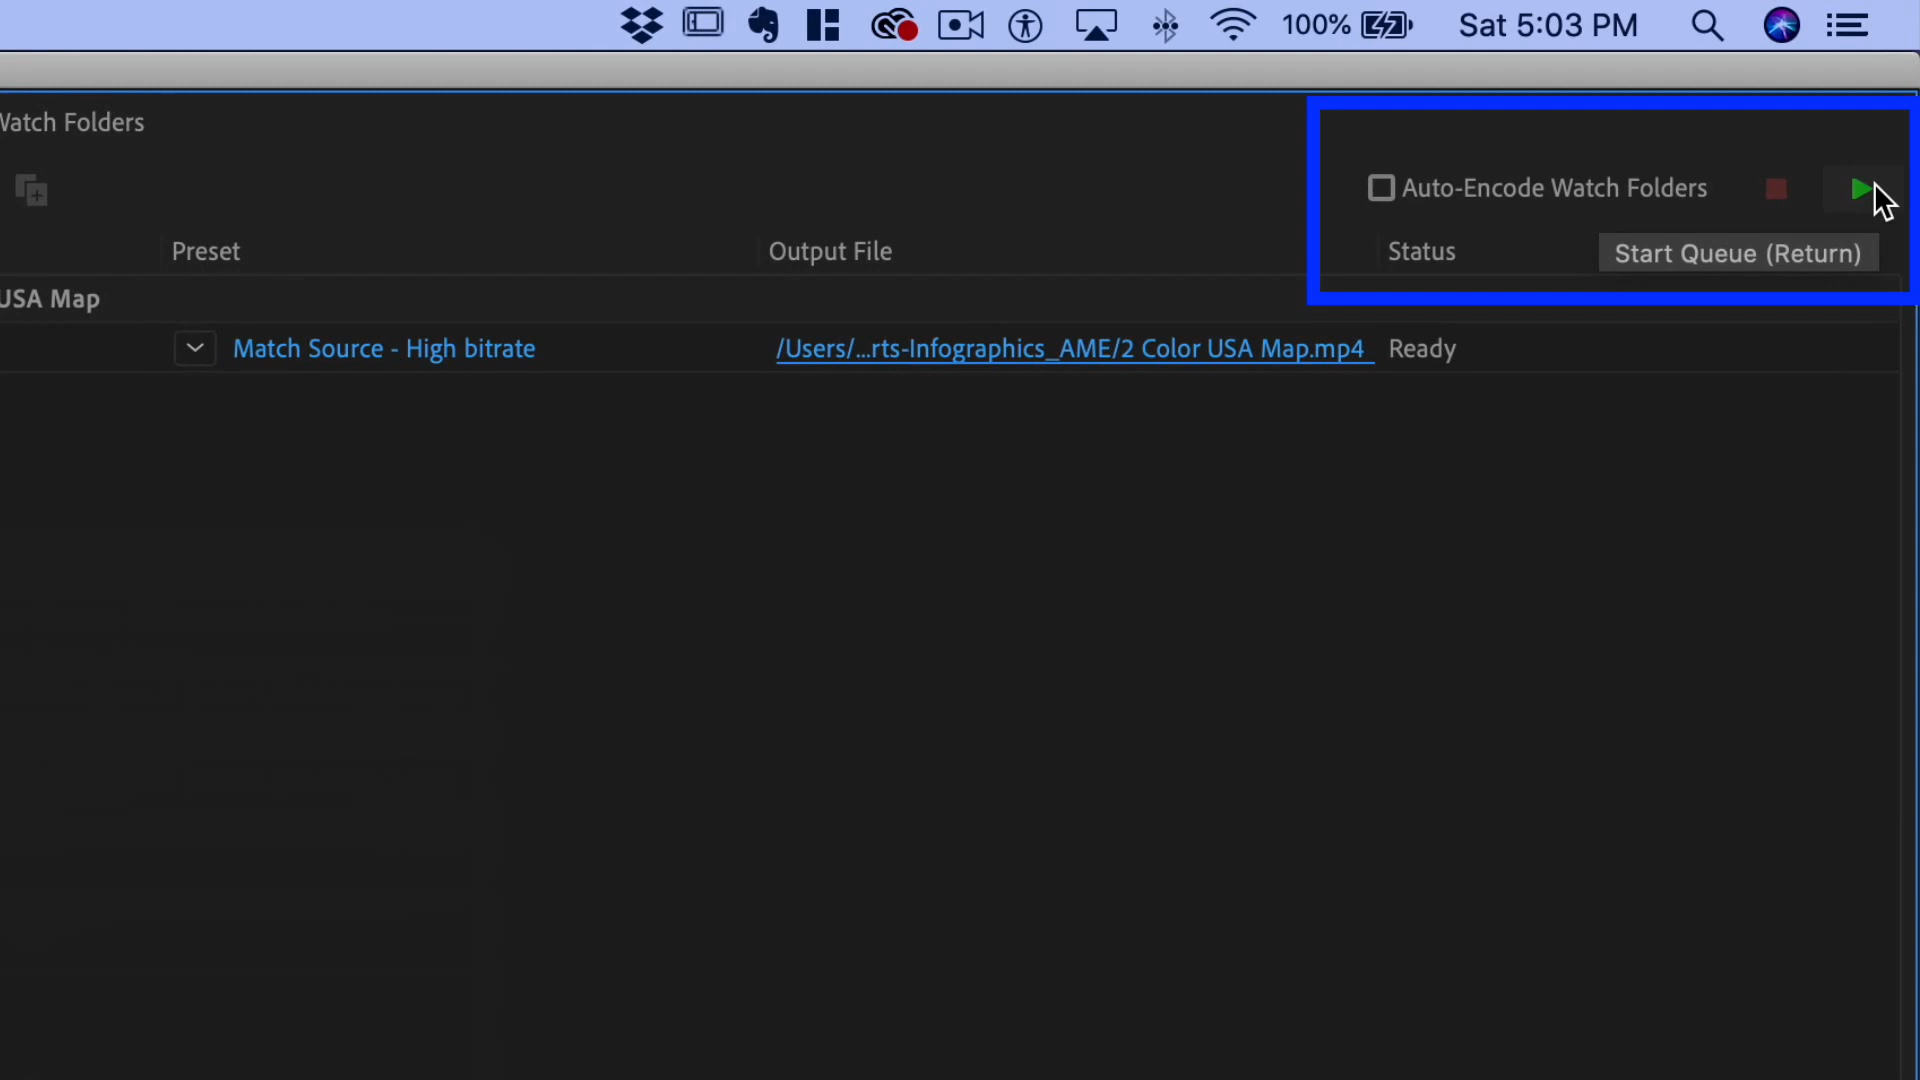 100% Sat 5:03 PM
Watch Folders
Auto-Encode Watch Folders
Preset Output File Status Start Queue (Return)
USA Map
Match Source - High bitrate /Users/...rts-Infographics_AME/2 Color USA Map.mp4 Ready